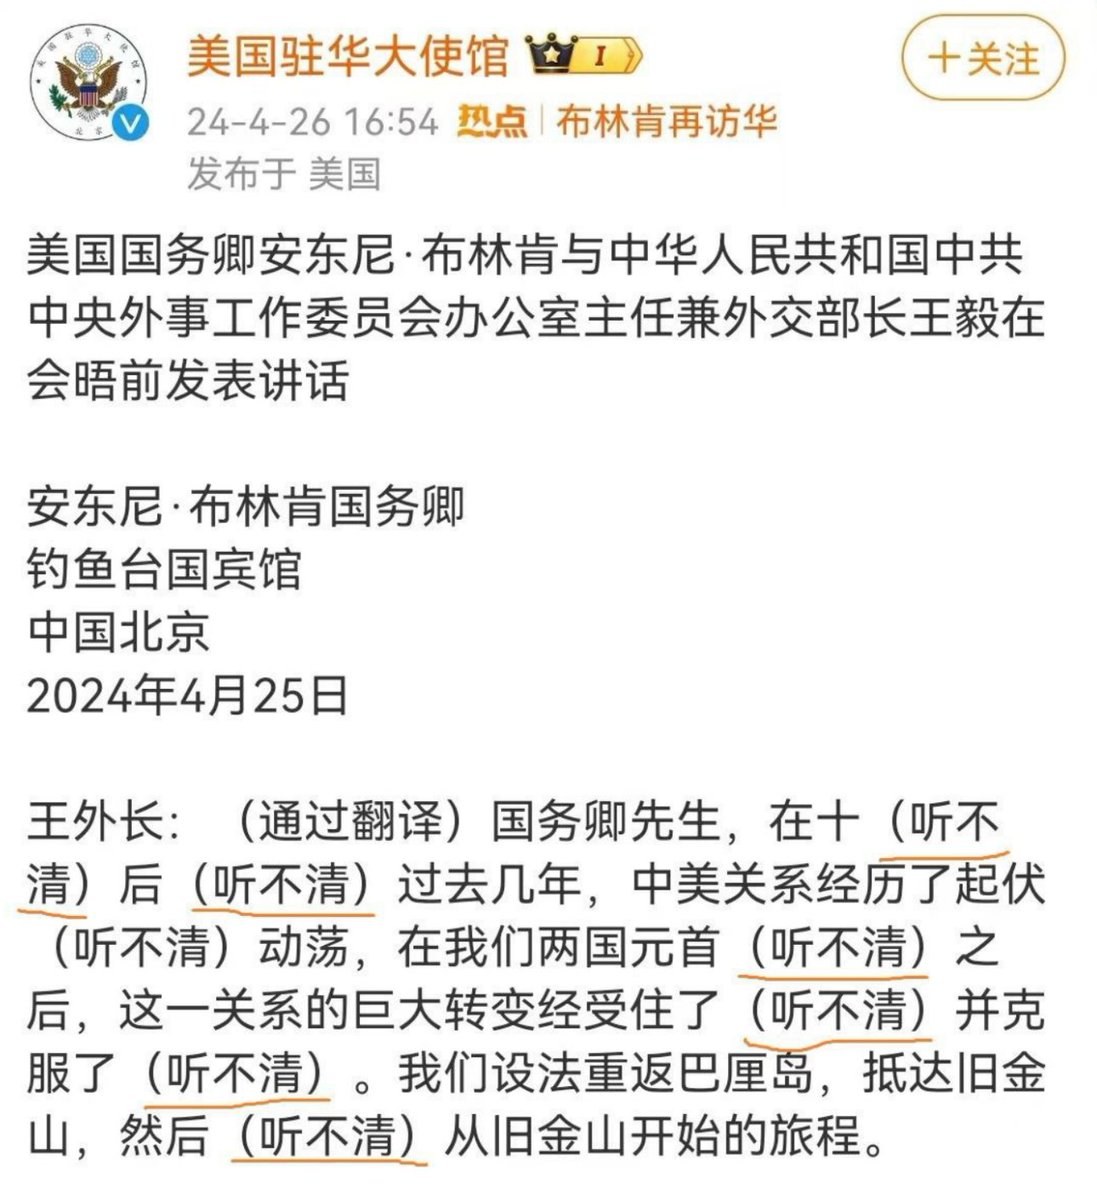 美国驻华大使馆 I
+关注
24-4-26 16:54 热点 | 布林肯再访华
发布于 美国
美国国务卿安东尼·布林肯与中华人民共和国中共
中央外事工作委员会办公室主任兼外交部长王毅在
会晤前发表讲话
安东尼·布林肯国务卿
钓鱼台国宾馆
中国北京
2024年4月25日
王外长：（通过翻译）国务卿先生，在十（听不
清）后（听不清）过去几年，中美关系经历了起伏
（听不清）动荡，在我们两国元首（听不清）之
后，这一关系的巨大转变经受住了（听不清）并克
服了（听不清）。我们设法重返巴厘岛，抵达旧金
山，然后（听不清）从旧金山开始的旅程。